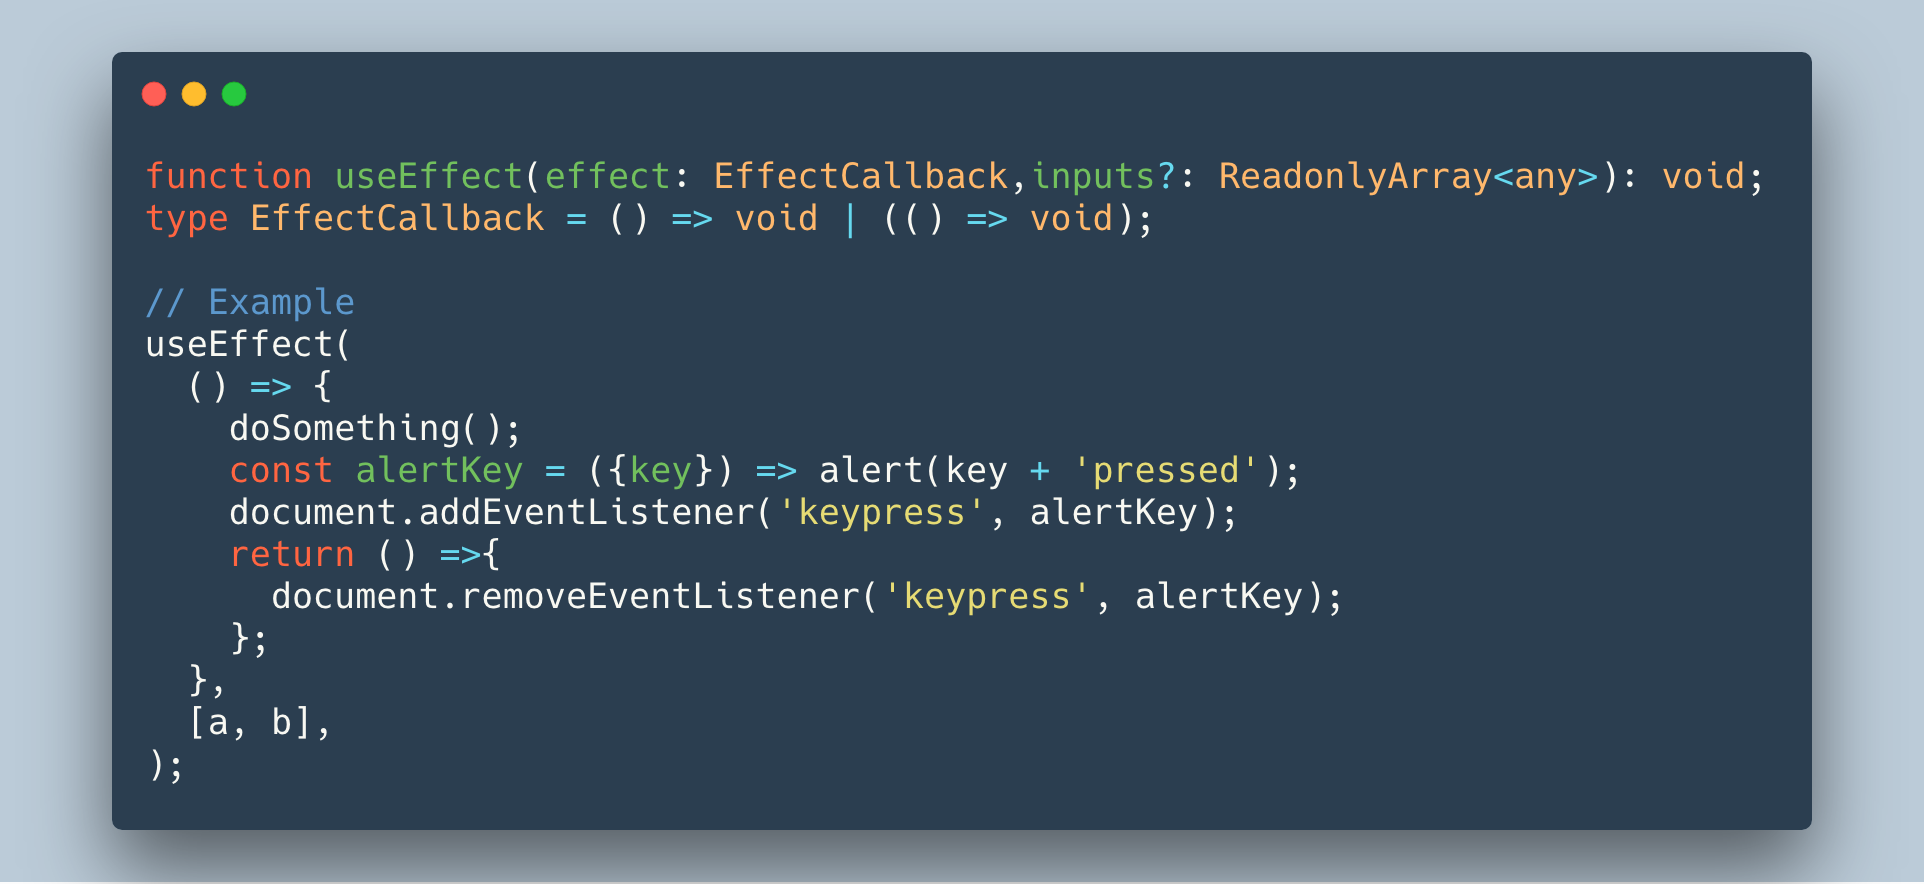 function useEffect(effect: EffectCallback,inputs?: ReadonlyArray<any>): void;
type EffectCallback = () => void | (() => void);

// Example
useEffect(
  () => {
    doSomething();
    const alertKey = ({key}) => alert(key + 'pressed');
    document.addEventListener('keypress', alertKey);
    return () =>{
      document.removeEventListener('keypress', alertKey);
    };
  },
  [a, b],
);